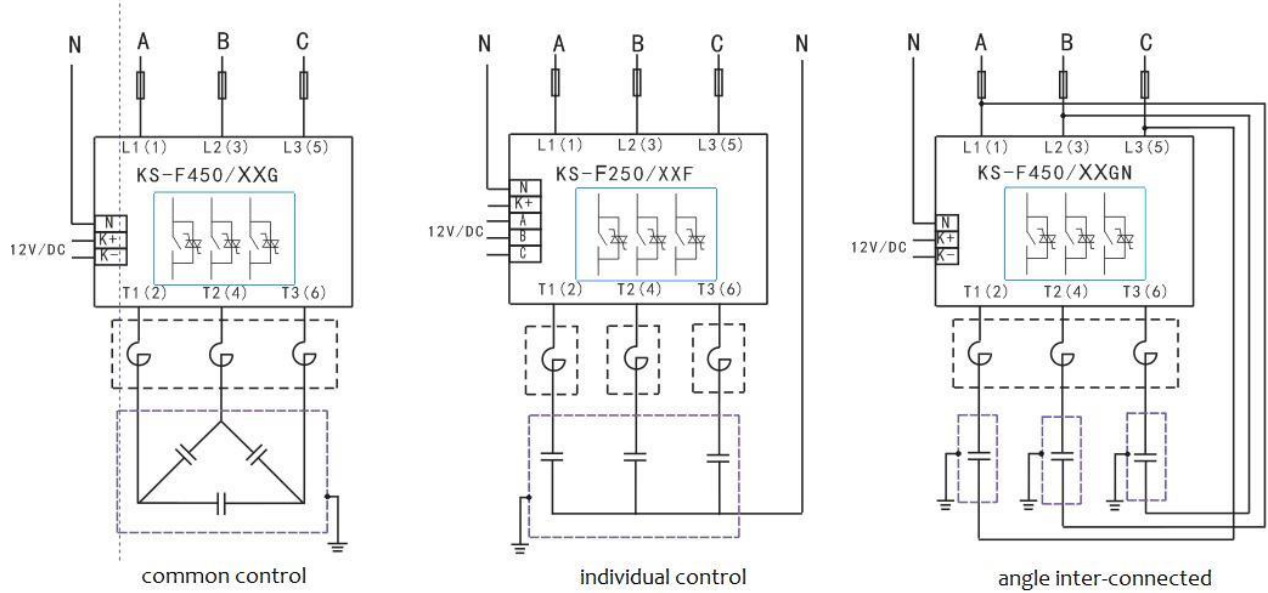 N A B C
L1(1) L2(3) L3(5)
KS-F450/XXG
N
K+
12V/DC
K-
T1(2) T2(4) T3(6)
common control
N A B C N
L1(1) L2(3) L3(5)
KS-F250/XXF
N
K+
A
12V/DC
B
C
T1(2) T2(4) T3(6)
individual control
N A B C
L1(1) L2(3) L3(5)
KS-F450/XXGN
N
K+
12V/DC
K-
T1(2) T2(4) T3(6)
angle inter-connected